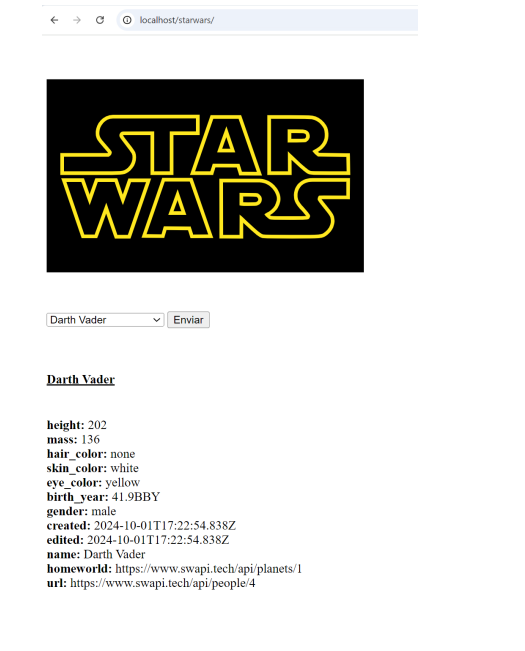 localhost/starwars/
STAR
WARS
Darth Vader Enviar
Darth Vader
height: 202
mass: 136
hair_color: none
skin_color: white
eye_color: yellow
birth_year: 41.9BBY
gender: male
created: 2024-10-01T17:22:54.838Z
edited: 2024-10-01T17:22:54.838Z
name: Darth Vader
homeworld: https://www.swapi.tech/api/planets/1
url: https://www.swapi.tech/api/people/4